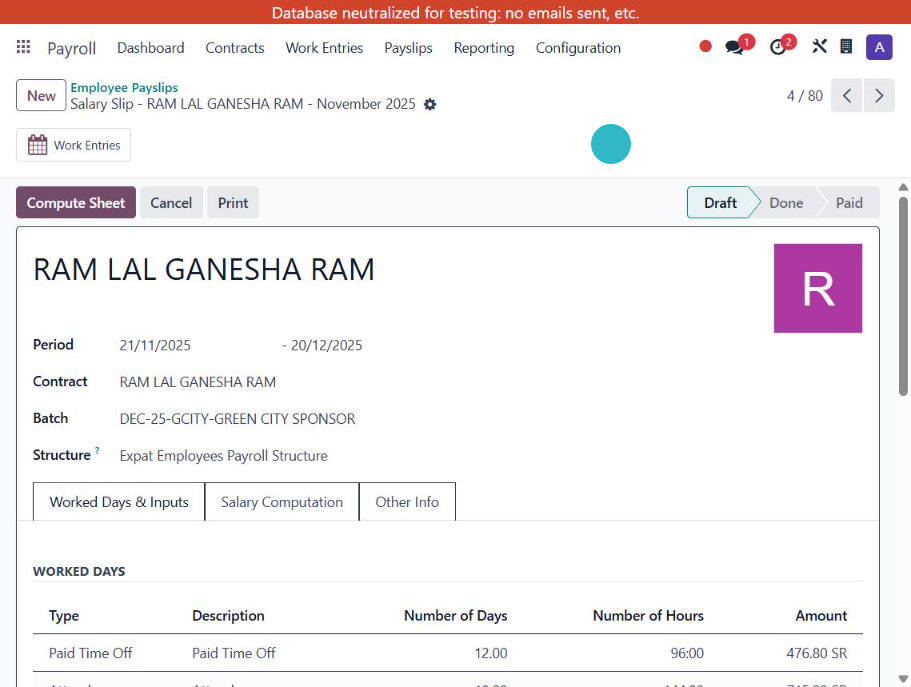 Database neutralized for testing: no emails sent, etc.
Payroll Dashboard Contracts Work Entries Payslips Reporting Configuration 1 2 A
New Employee Payslips
Salary Slip - RAM LAL GANESHA RAM - November 2025 4 / 80
Work Entries
Compute Sheet Cancel Print Draft Done Paid
RAM LAL GANESHA RAM
R
Period 21/11/2025 - 20/12/2025
Contract RAM LAL GANESHA RAM
Batch DEC-25-GCITY-GREEN CITY SPONSOR
Structure ? Expat Employees Payroll Structure
Worked Days & Inputs Salary Computation Other Info
WORKED DAYS
Type Description Number of Days Number of Hours Amount
Paid Time Off Paid Time Off 12.00 96:00 476.80 SR